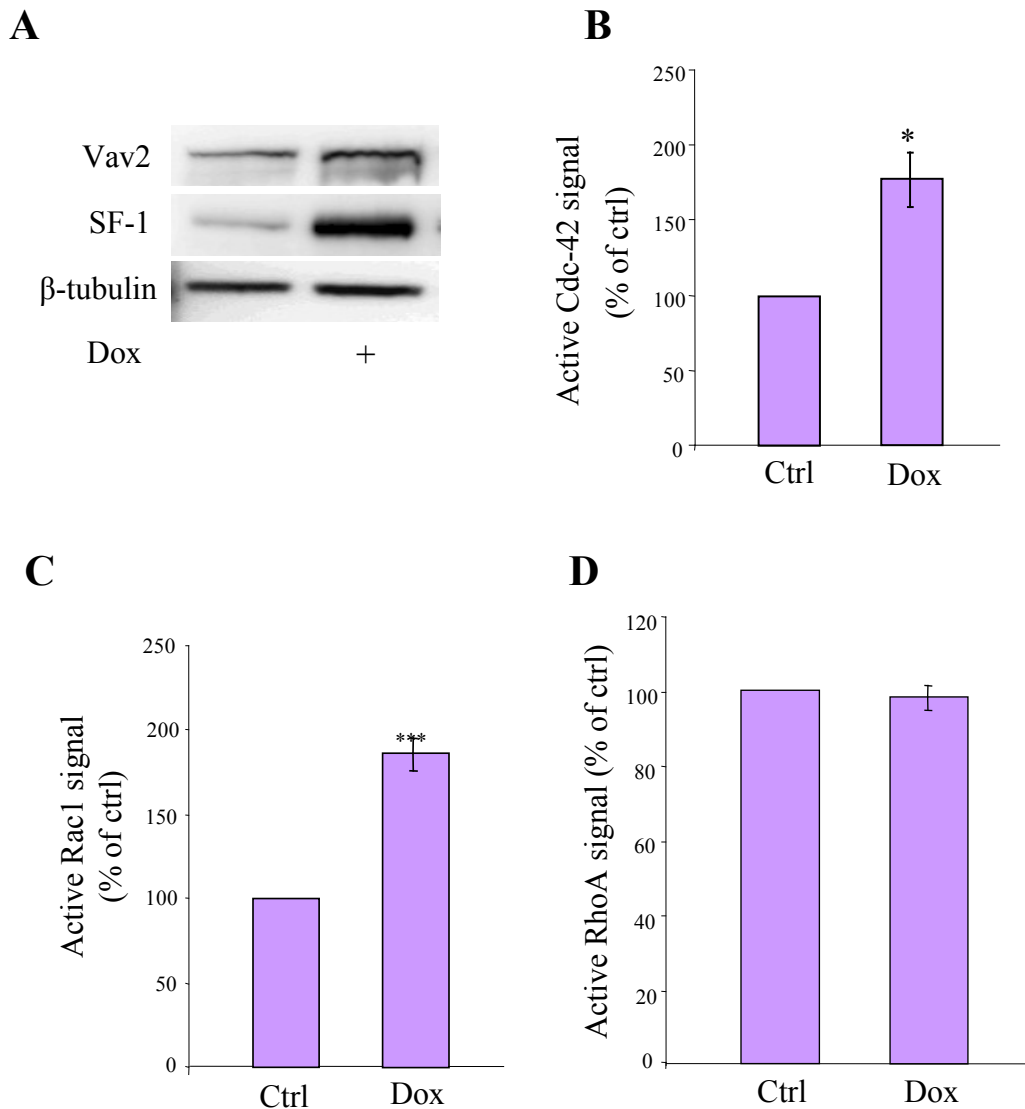 A
Vav2
SF-1
β-tubulin
Dox +
B
Active Cdc-42 signal
(% of ctrl)
250
200
150
100
50
0
*
Ctrl Dox
C
Active Rac1 signal
(% of ctrl)
250
200
150
100
50
0
***
Ctrl Dox
D
Active RhoA signal (% of ctrl)
120
100
80
60
40
20
0
Ctrl Dox